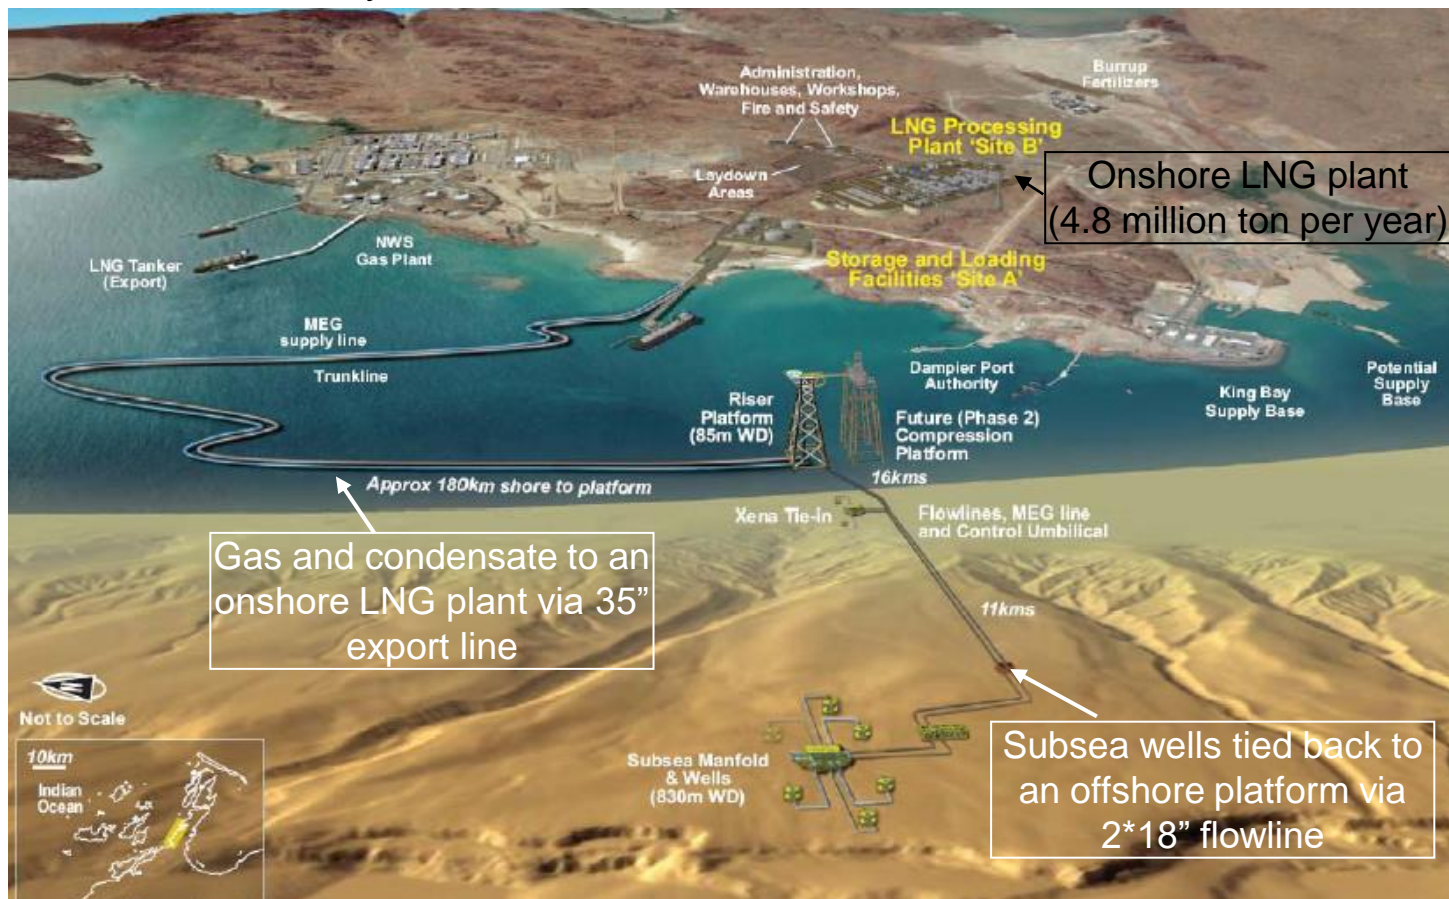 Administration,
Warehouses, Workshops,
Fire and Safety
Burrup
Fertilizers
LNG Processing
Plant 'Site B'
Onshore LNG plant
(4.8 million ton per year)
Laydown
Areas
NWS
Gas Plant
LNG Tanker
(Export)
Storage and Loading
Facilities 'Site A'
MEG
supply line
Trunkline
Dampier Port
Authority
King Bay
Supply Base
Potential
Supply
Base
Riser
Platform
(85m WD)
Future (Phase 2)
Compression
Platform
Approx 180km shore to platform
16kms
Xena Tie-in
Flowlines, MEG line
and Control Umbilical
Gas and condensate to an
onshore LNG plant via 35”
export line
11kms
Not to Scale
10km
Indian
Ocean
Subsea Manfold
& Wells
(830m WD)
Subsea wells tied back to
an offshore platform via
2*18” flowline